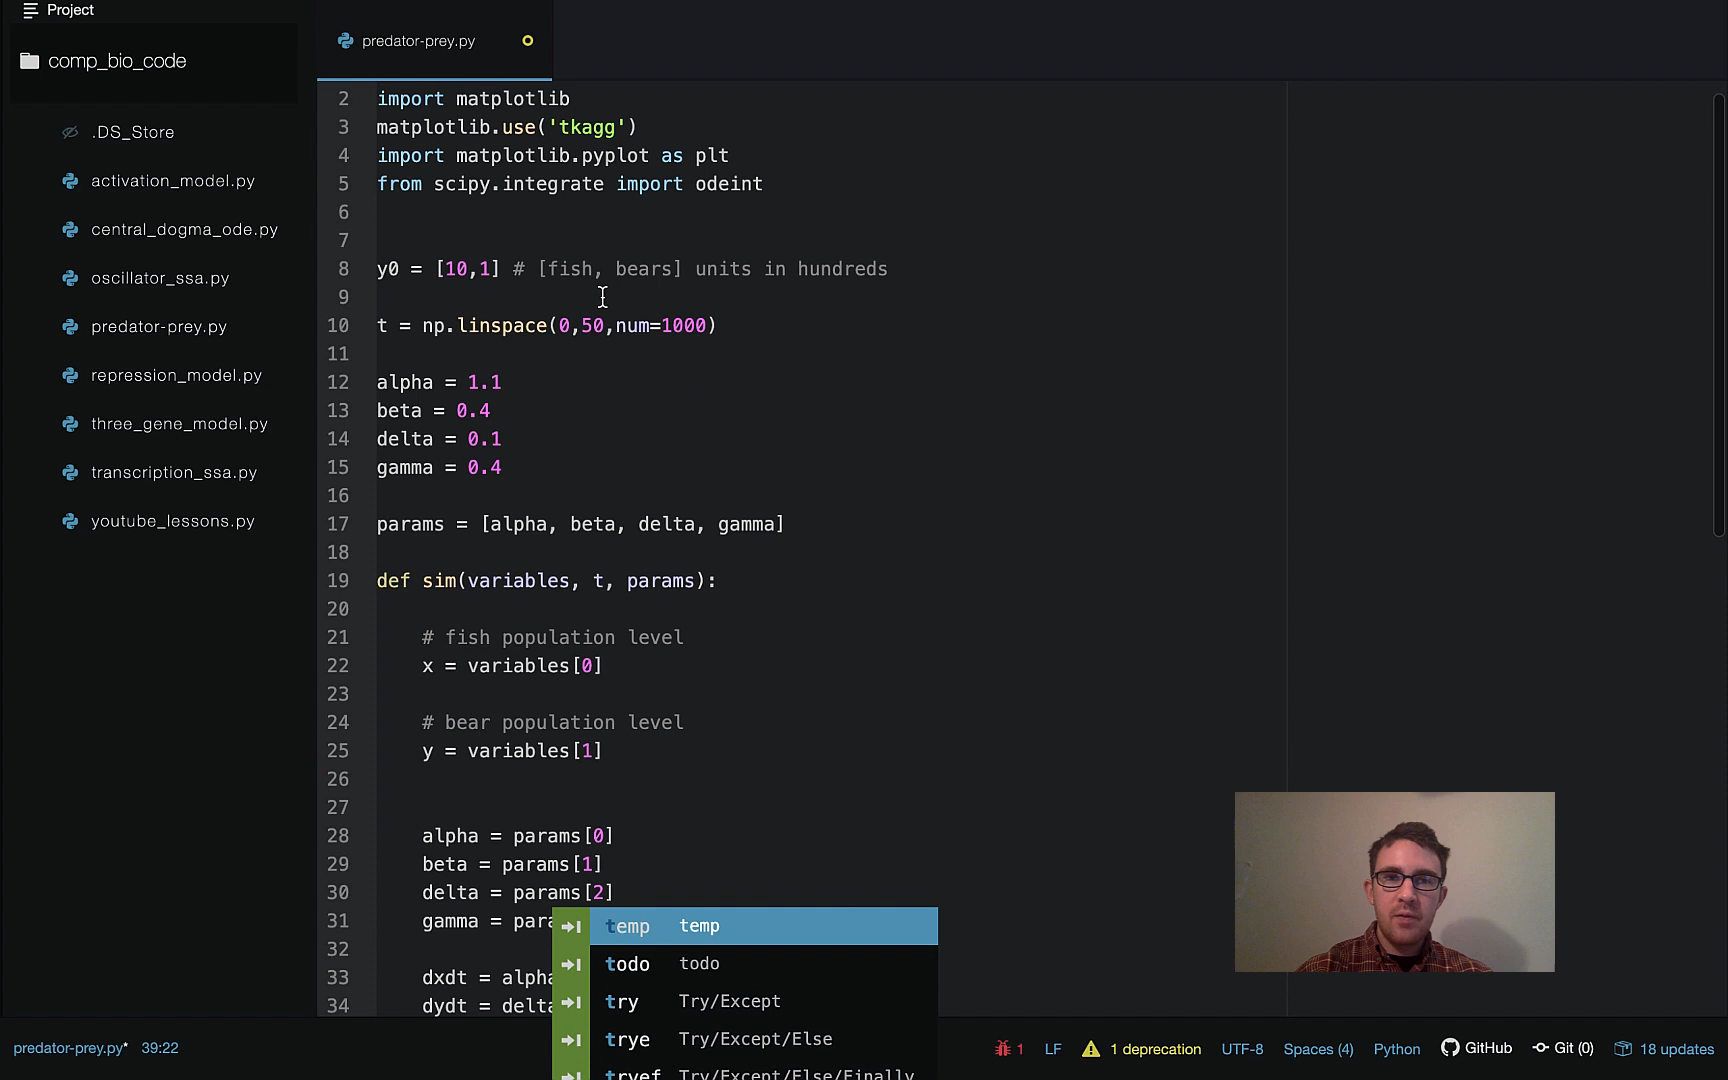 Project
comp_bio_code
.DS_Store
activation_model.py
central_dogma_ode.py
oscillator_ssa.py
predator-prey.py
repression_model.py
three_gene_model.py
transcription_ssa.py
youtube_lessons.py
predator-prey.py
2 import matplotlib
3 matplotlib.use('tkagg')
4 import matplotlib.pyplot as plt
5 from scipy.integrate import odeint
6
7
8 y0 = [10,1] # [fish, bears] units in hundreds
9
10 t = np.linspace(0,50,num=1000)
11
12 alpha = 1.1
13 beta = 0.4
14 delta = 0.1
15 gamma = 0.4
16
17 params = [alpha, beta, delta, gamma]
18
19 def sim(variables, t, params):
20
21 # fish population level
22 x = variables[0]
23
24 # bear population level
25 y = variables[1]
26
27
28 alpha = params[0]
29 beta = params[1]
30 delta = params[2]
31 gamma = para
32
33 dxdt = alpha
34 dydt = delta
temp temp
todo todo
try Try/Except
trye Try/Except/Else
tryef Try/Except/Else/Finally
predator-prey.py* 39:22
1 LF 1 deprecation UTF-8 Spaces (4) Python GitHub Git (0) 18 updates